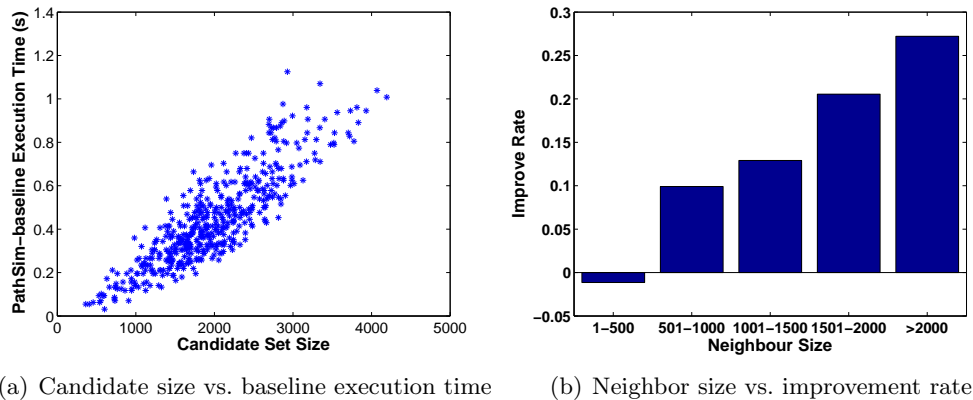 1.4
1.2
1
0.8
0.6
0.4
0.2
0
PathSim−baseline Execution Time (s)
0 1000 2000 3000 4000 5000
Candidate Set Size
0.3
0.25
0.2
0.15
0.1
0.05
0
−0.05
Improve Rate
1−500 501−1000 1001−1500 1501−2000 >2000
Neighbour Size
(a) Candidate size vs. baseline execution time
(b) Neighbor size vs. improvement rate